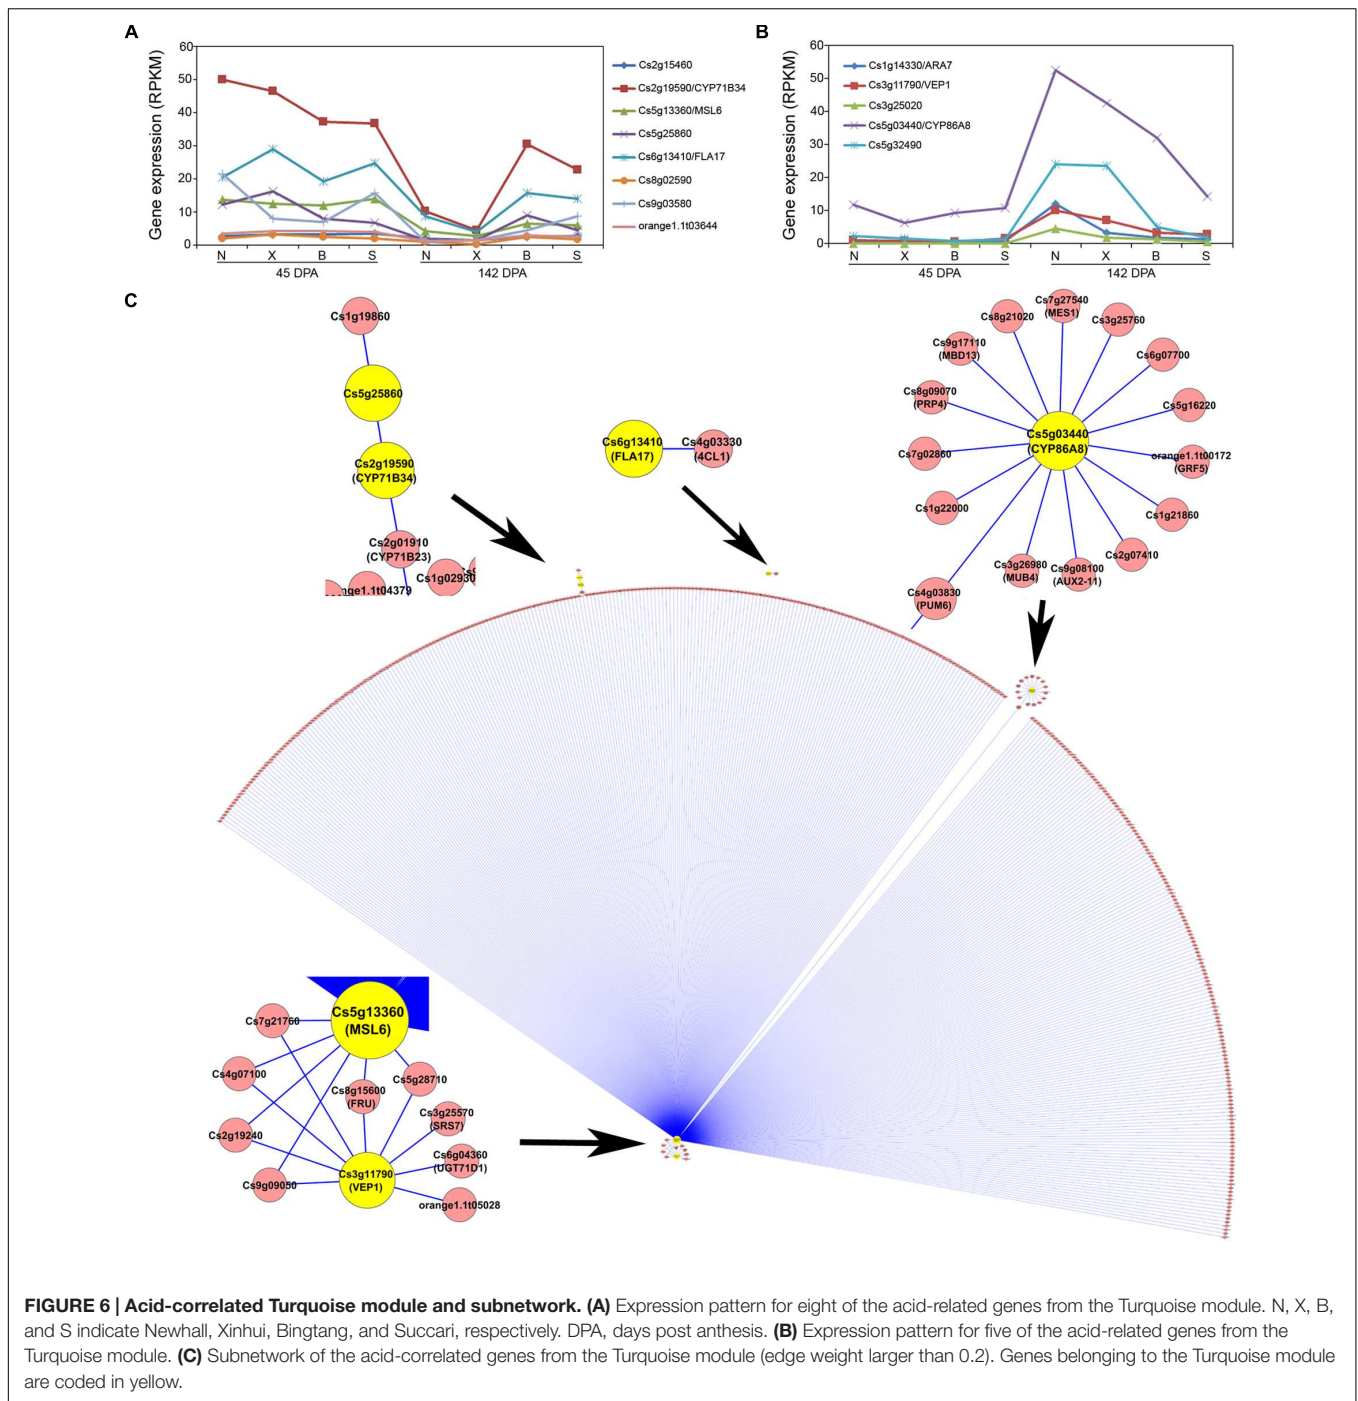 A
Gene expression (RPKM)
60
50
40
30
20
10
0
N X B S N X B S
45 DPA 142 DPA
Cs2g15460
Cs2g19590/CYP71B34
Cs5g13360/MSL6
Cs5g25860
Cs6g13410/FLA17
Cs8g02590
Cs9g03580
orange1.1t03644
B
Gene expression (RPKM)
60
50
40
30
20
10
0
N X B S N X B S
45 DPA 142 DPA
Cs1g14330/ARA7
Cs3g11790/VEP1
Cs3g25020
Cs5g03440/CYP86A8
Cs5g32490
C
Cs1g19860
Cs5g25860
Cs2g19590
(CYP71B34)
Cs2g01910
(CYP71B23)
Cs1g02930
Cs6g13410
(FLA17)
Cs4g03330
(4CL1)
Cs7g27540
(MES1)
Cs8g21020
Cs3g25760
Cs9g17110
(MBD13)
Cs6g07700
Cs8g09070
(PRP4)
Cs5g16220
Cs5g03440
(CYP86A8)
Cs7g02860
orange1.1t00172
(GRF5)
Cs1g22000
Cs1g21860
Cs2g07410
Cs3g26980
(MUB4)
Cs9g08100
(AUX2-11)
Cs4g03830
(PUM6)
Cs5g13360
(MSL6)
Cs7g21760
Cs4g07100
Cs8g15600
(FRU)
Cs5g28710
Cs3g25570
(SRS7)
Cs2g19240
Cs6g04360
(UGT71D1)
Cs3g11790
(VEP1)
Cs9g09050
orange1.1t05028
FIGURE 6 | Acid-correlated Turquoise module and subnetwork. (A) Expression pattern for eight of the acid-related genes from the Turquoise module. N, X, B,
and S indicate Newhall, Xinhui, Bingtang, and Succari, respectively. DPA, days post anthesis. (B) Expression pattern for five of the acid-related genes from the
Turquoise module. (C) Subnetwork of the acid-correlated genes from the Turquoise module (edge weight larger than 0.2). Genes belonging to the Turquoise module
are coded in yellow.